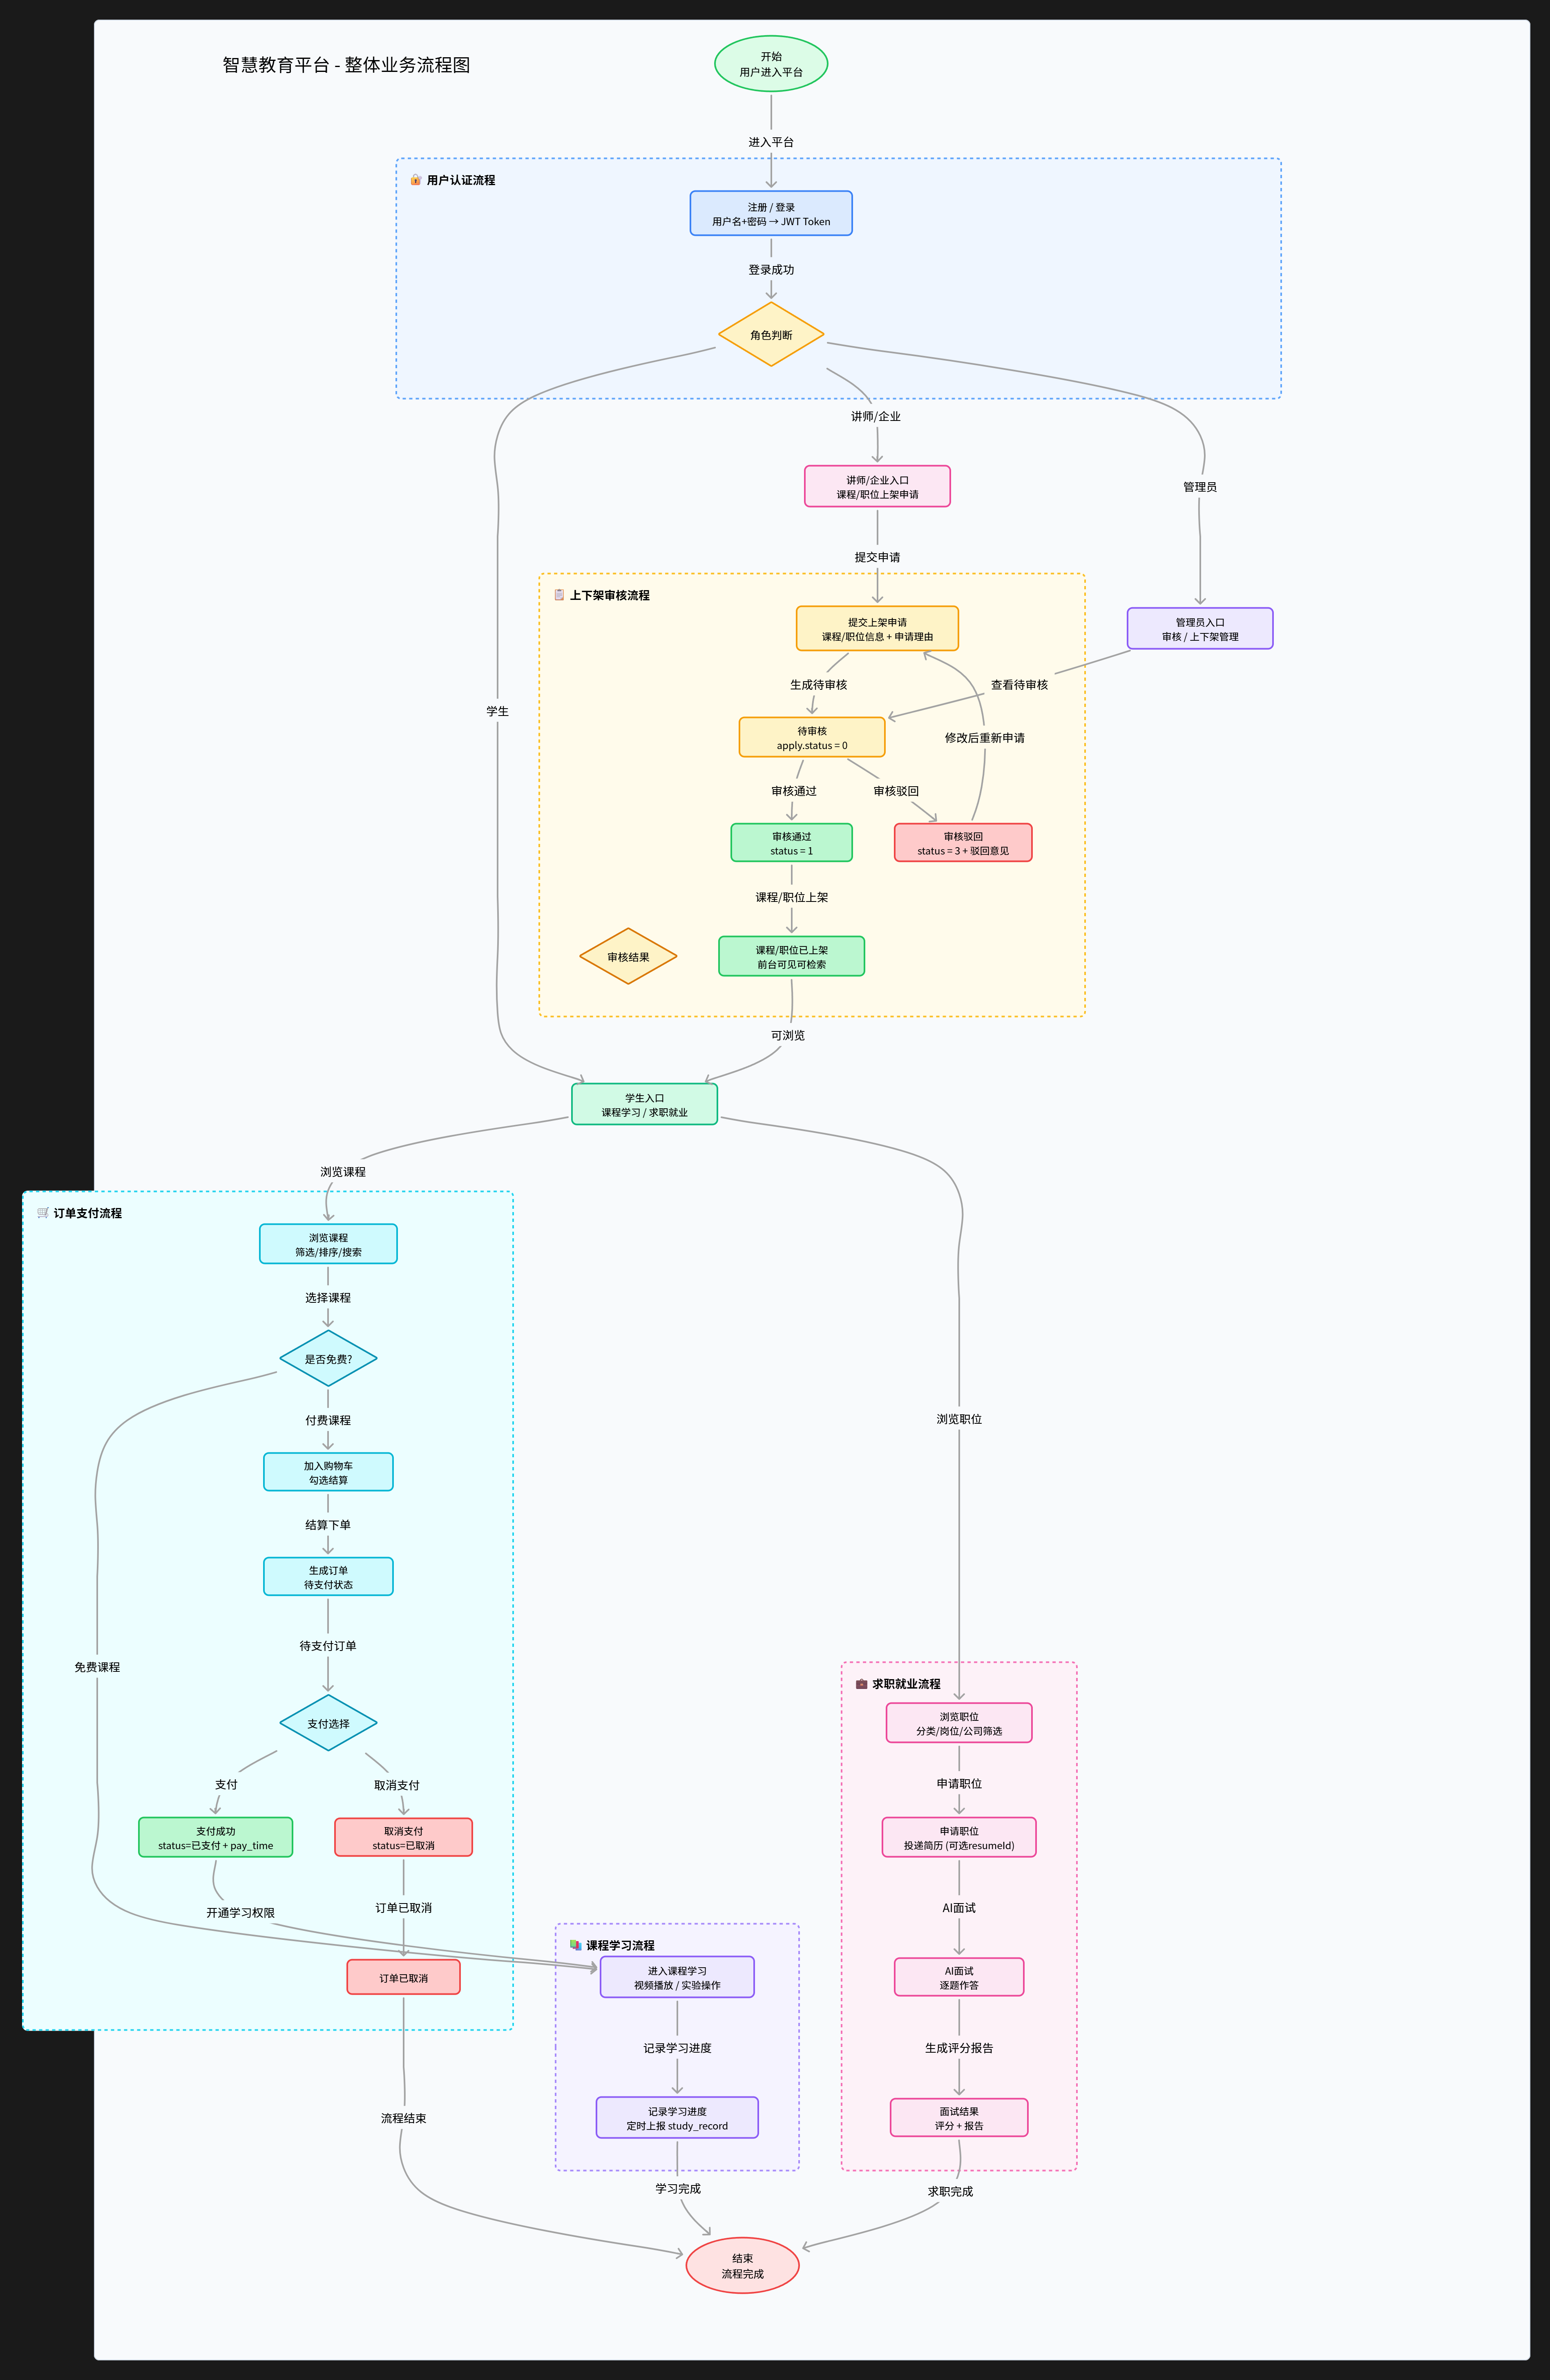 智慧教育平台 - 整体业务流程图
开始
用户进入平台
进入平台
🔐 用户认证流程
注册 / 登录
用户名+密码 → JWT Token
登录成功
角色判断
讲师/企业
讲师/企业入口
课程/职位上架申请
管理员
提交申请
📋 上下架审核流程
提交上架申请
课程/职位信息 + 申请理由
管理员入口
审核 / 上下架管理
生成待审核
查看待审核
学生
待审核
apply.status = 0
修改后重新申请
审核通过
审核驳回
审核通过
status = 1
审核驳回
status = 3 + 驳回意见
课程/职位上架
审核结果
课程/职位已上架
前台可见可检索
可浏览
学生入口
课程学习 / 求职就业
浏览课程
🛒 订单支付流程
浏览课程
筛选/排序/搜索
选择课程
是否免费?
付费课程
浏览职位
加入购物车
勾选结算
结算下单
生成订单
待支付状态
待支付订单
免费课程
💼 求职就业流程
浏览职位
分类/岗位/公司筛选
支付选择
支付
取消支付
申请职位
支付成功
status=已支付 + pay_time
取消支付
status=已取消
申请职位
投递简历 (可选resumeId)
开通学习权限
订单已取消
AI面试
📚 课程学习流程
订单已取消
进入课程学习
视频播放 / 实验操作
AI面试
逐题作答
记录学习进度
生成评分报告
流程结束
记录学习进度
定时上报 study_record
面试结果
评分 + 报告
学习完成
求职完成
结束
流程完成